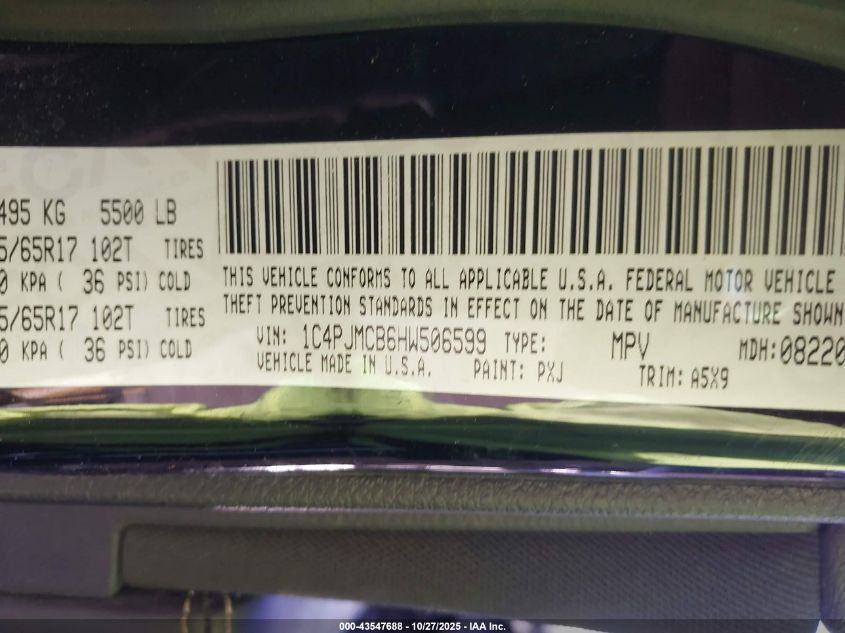 495 KG 5500 LB
5/65R17 102T TIRES
0 KPA ( 36 PSI) COLD
5/65R17 102T TIRES
0 KPA ( 36 PSI) COLD
THIS VEHICLE CONFORMS TO ALL APPLICABLE U.S.A. FEDERAL MOTOR VEHICLE
THEFT PREVENTION STANDARDS IN EFFECT ON THE DATE OF MANUFACTURE SHOWN
VIN: 1C4PJMCB6HW506599 TYPE: MPV MDH: 08220
VEHICLE MADE IN U.S.A. PAINT: PXJ TRIM: A5X9
000-43547688 - 10/27/2025 - IAA Inc.